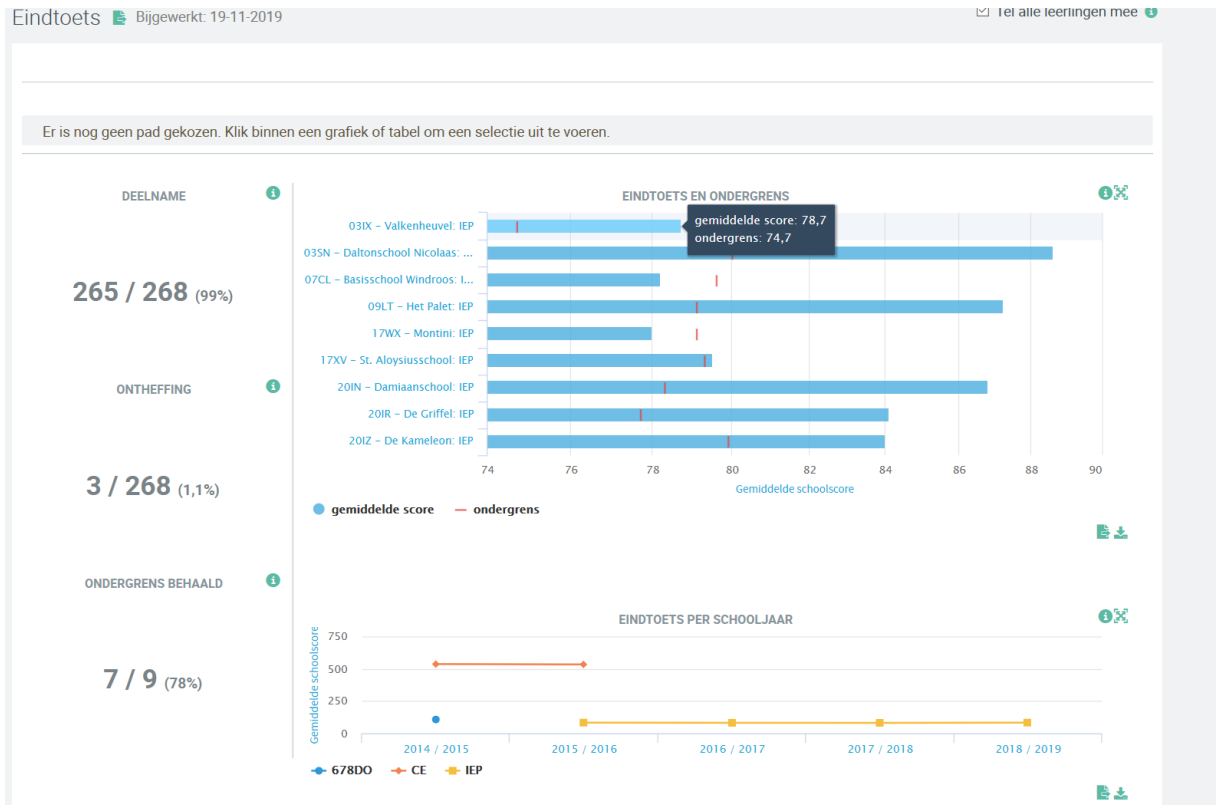 Eindtoets Bijgewerkt: 19-11-2019
Tel alle leerlingen mee
Er is nog geen pad gekozen. Klik binnen een grafiek of tabel om een selectie uit te voeren.
DEELNAME
265 / 268 (99%)
ONTHEFFING
3 / 268 (1,1%)
ONDERGRENS BEHAALD
7 / 9 (78%)
EINDTOETS EN ONDERGRENS
03IX – Valkenheuvel: IEP
gemiddelde score: 78,7
ondergrens: 74,7
03SN – Daltonschool Nicolaas: ...
07CL – Basisschool Windroos: I...
09LT – Het Palet: IEP
17WX – Montini: IEP
17XV – St. Aloysiusschool: IEP
20IN – Damiaanschool: IEP
20IR – De Griffel: IEP
20IZ – De Kameleon: IEP
74 76 78 80 82 84 86 88 90
Gemiddelde schoolscore
gemiddelde score ondergrens
EINDTOETS PER SCHOOLJAAR
Gemiddelde schoolscore
750
500
250
0
2014 / 2015 2015 / 2016 2016 / 2017 2017 / 2018 2018 / 2019
678DO CE IEP